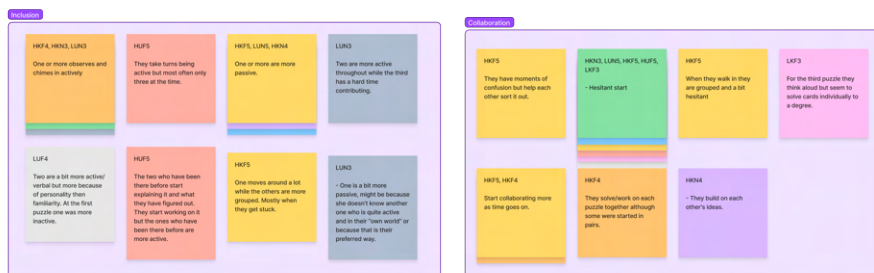 Inclusion
HKF4, HKN3, LUN3
One or more observes and
chimes in actively
HUF5
They take turns being
active but most often only
three at the time.
HKF5, LUN5, HKN4
One or more are more
passive.
LUN3
Two are more active
throughout while the third
has a hard time
contributing.
LUF4
Two are a bit more active/
verbal but more because
of personality then
familiarity. At the first
puzzle one was more
inactive.
HUF5
The two who have been
there before start
explaining it and what
they have figured out.
They start working on it
but the ones who have
been there before are
more active.
HKF5
One moves around a lot
while the others are more
grouped. Mostly when
they get stuck.
LUN3
- One is a bit more
passive, might be because
she doesn't know another
one who is quite active
and in their "own world" or
because that is their
preferred way.
Collaboration
HKF5
They have moments of
confusion but help each
other sort it out.
HKN3, LUN5, HKF5, HUF5,
LKF3
- Hesitant start
HKF5
When they walk in they
are grouped and a bit
hesitant
LKF3
For the third puzzle they
think aloud but seem to
solve cards individually to
a degree.
HKF5, HKF4
Start collaborating more
as time goes on.
HKF4
They solve/work on each
puzzle together although
some were started in
pairs.
HKN4
- They build on each
other's ideas.